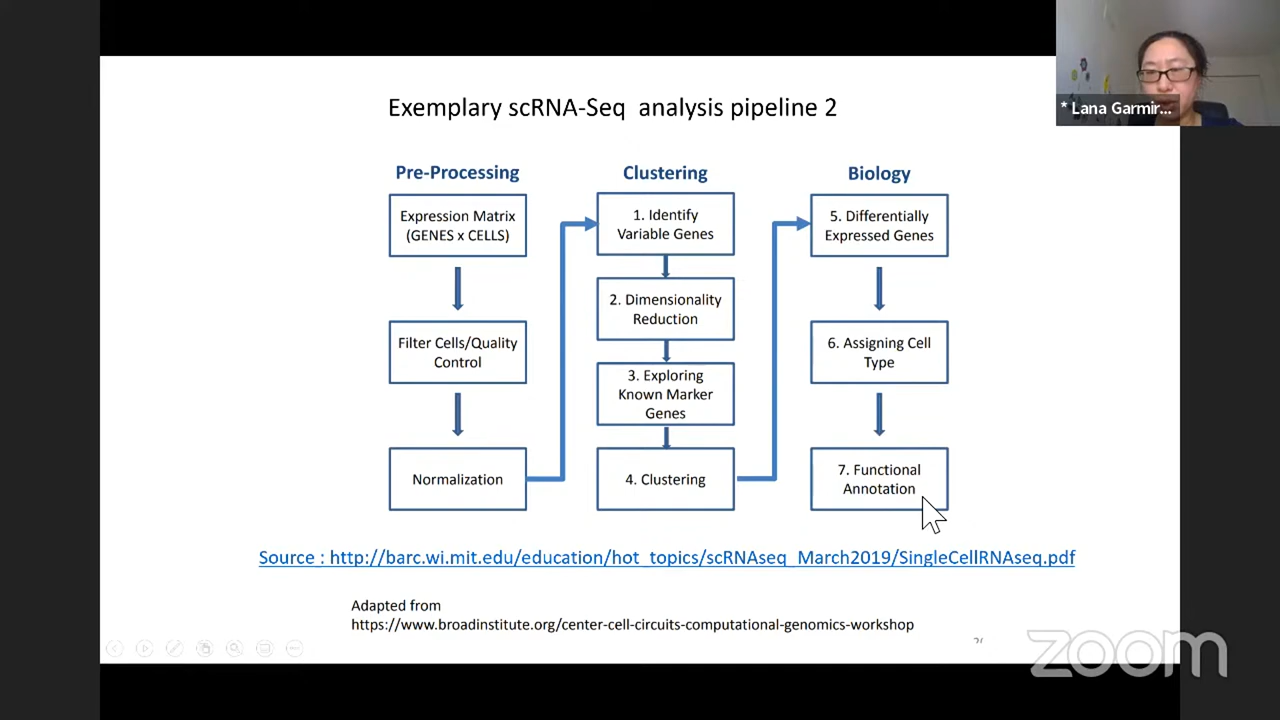 * Lana Garmir...
Exemplary scRNA-Seq analysis pipeline 2
Pre-Processing
Expression Matrix
(GENES x CELLS)
Filter Cells/Quality
Control
Normalization
Clustering
1. Identify
Variable Genes
2. Dimensionality
Reduction
3. Exploring
Known Marker
Genes
4. Clustering
Biology
5. Differentially
Expressed Genes
6. Assigning Cell
Type
7. Functional
Annotation
Source : http://barc.wi.mit.edu/education/hot_topics/scRNAseq_March2019/SingleCellRNAseq.pdf
Adapted from
https://www.broadinstitute.org/center-cell-circuits-computational-genomics-workshop
zoom